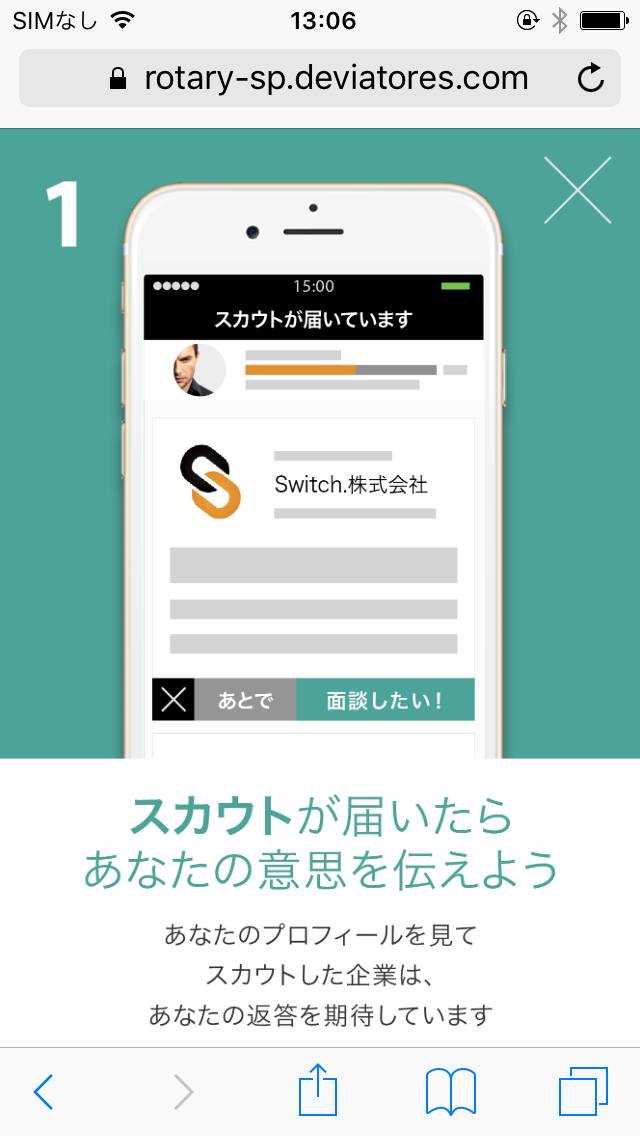 SIMなし 13:06
rotary-sp.deviatores.com
1
15:00
スカウトが届いています
Switch.株式会社
あとで 面談したい！
スカウトが届いたら
あなたの意思を伝えよう
あなたのプロフィールを見て
スカウトした企業は、
あなたの返答を期待しています